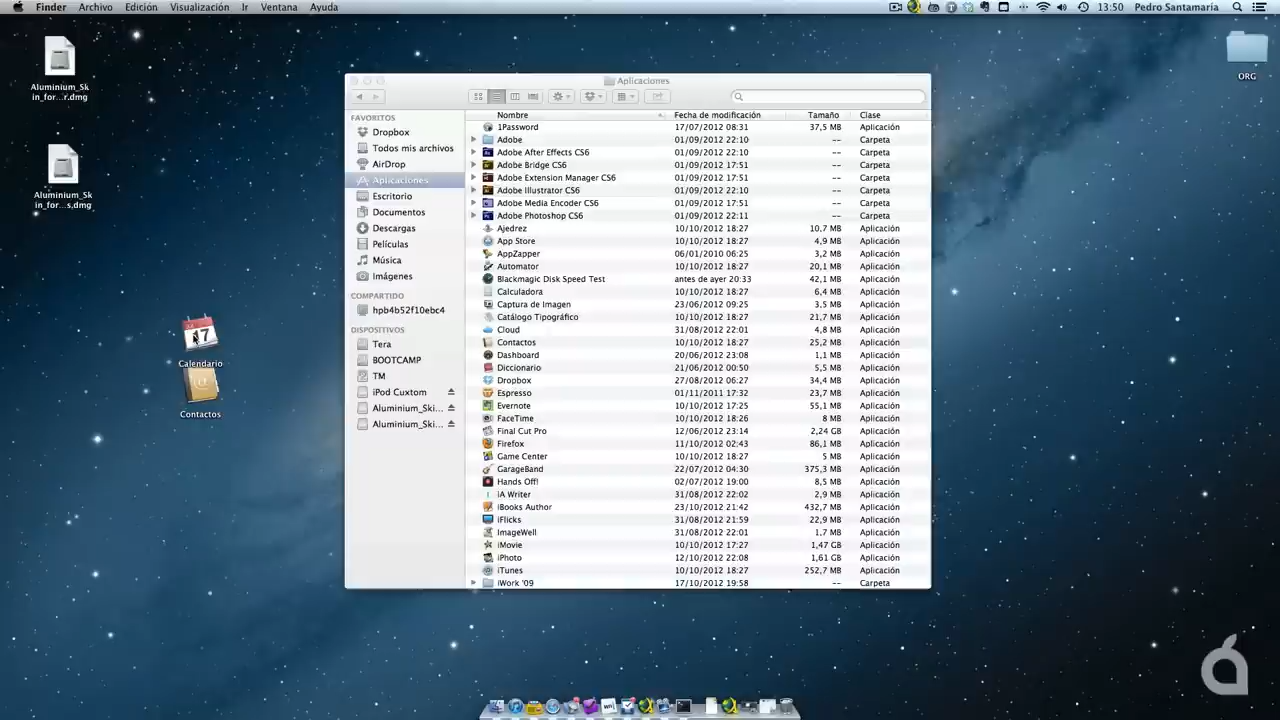 Finder Archivo Edición Visualización Ir Ventana Ayuda 13:50 Pedro Santamaría
Aluminium_Sk
in_for...r.dmg
Aluminium_Sk
in_for...s.dmg
17
Calendario
Contactos
ORG
Aplicaciones
FAVORITOS
Dropbox
Todos mis archivos
AirDrop
Aplicaciones
Escritorio
Documentos
Descargas
Películas
Música
Imágenes
COMPARTIDO
hpb4b52f10ebc4
DISPOSITIVOS
Tera
BOOTCAMP
TM
iPod Cuxtom
Aluminium_Ski...
Aluminium_Ski...
Nombre Fecha de modificación Tamaño Clase
1Password 17/07/2012 08:31 37,5 MB Aplicación
Adobe 01/09/2012 22:10 -- Carpeta
Adobe After Effects CS6 01/09/2012 22:10 -- Carpeta
Adobe Bridge CS6 01/09/2012 17:51 -- Carpeta
Adobe Extension Manager CS6 01/09/2012 17:51 -- Carpeta
Adobe Illustrator CS6 01/09/2012 22:10 -- Carpeta
Adobe Media Encoder CS6 01/09/2012 17:51 -- Carpeta
Adobe Photoshop CS6 01/09/2012 22:11 -- Carpeta
Ajedrez 10/10/2012 18:27 10,7 MB Aplicación
App Store 10/10/2012 18:27 4,9 MB Aplicación
AppZapper 06/01/2010 06:25 3,2 MB Aplicación
Automator 10/10/2012 18:27 20,1 MB Aplicación
Blackmagic Disk Speed Test antes de ayer 20:33 42,1 MB Aplicación
Calculadora 10/10/2012 18:27 6,4 MB Aplicación
Captura de Imagen 23/06/2012 09:25 3,5 MB Aplicación
Catálogo Tipográfico 10/10/2012 18:27 21,7 MB Aplicación
Cloud 31/08/2012 22:01 4,8 MB Aplicación
Contactos 10/10/2012 18:27 25,2 MB Aplicación
Dashboard 20/06/2012 23:08 1,1 MB Aplicación
Diccionario 21/06/2012 00:50 5,5 MB Aplicación
Dropbox 27/08/2012 06:27 34,4 MB Aplicación
Espresso 01/11/2011 17:32 23,7 MB Aplicación
Evernote 10/10/2012 17:25 55,1 MB Aplicación
FaceTime 10/10/2012 18:26 8 MB Aplicación
Final Cut Pro 12/06/2012 23:14 2,24 GB Aplicación
Firefox 11/10/2012 02:43 86,1 MB Aplicación
Game Center 10/10/2012 18:27 5 MB Aplicación
GarageBand 22/07/2012 04:30 375,3 MB Aplicación
Hands Off! 02/07/2012 19:00 8,5 MB Aplicación
iA Writer 31/08/2012 22:02 2,9 MB Aplicación
iBooks Author 23/10/2012 21:42 432,7 MB Aplicación
iFlicks 31/08/2012 21:59 22,9 MB Aplicación
ImageWell 31/08/2012 22:01 1,7 MB Aplicación
iMovie 10/10/2012 17:27 1,47 GB Aplicación
iPhoto 12/10/2012 22:08 1,61 GB Aplicación
iTunes 10/10/2012 18:27 252,7 MB Aplicación
iWork '09 17/10/2012 19:58 -- Carpeta